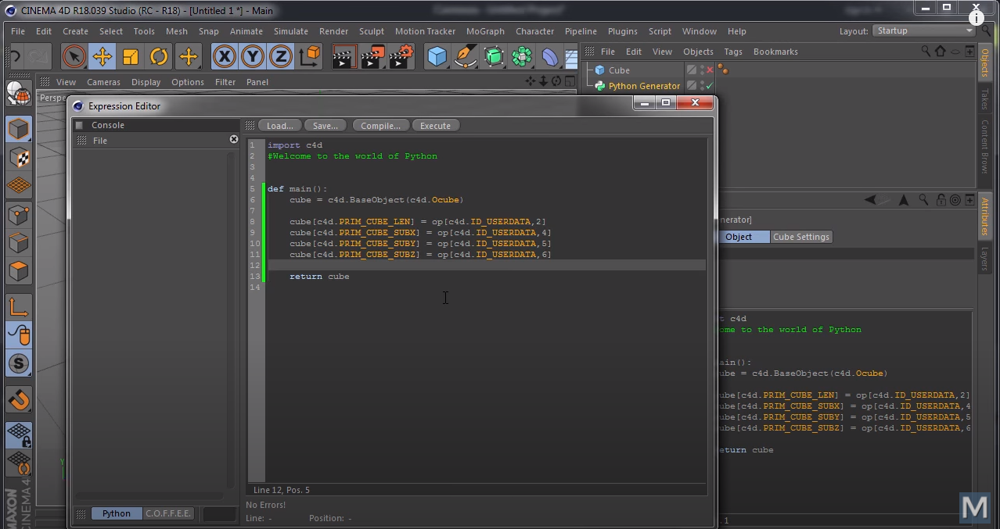 CINEMA 4D R18.039 Studio (RC - R18) - [Untitled 1 *] - Main
File Edit Create Select Tools Mesh Snap Animate Simulate Render Sculpt Motion Tracker MoGraph Character Pipeline Plugins Script Window Help Layout: Startup
X Y Z
File Edit View Objects Tags Bookmarks
Cube
Python Generator
View Cameras Display Options Filter Panel
Perspe
Objects
Takes
Content Brow
Attributes
Layers
Expression Editor
Console
File
Load... Save... Compile... Execute
1 import c4d
2 #Welcome to the world of Python
3
4
5 def main():
6 cube = c4d.BaseObject(c4d.Ocube)
7
8 cube[c4d.PRIM_CUBE_LEN] = op[c4d.ID_USERDATA,2]
9 cube[c4d.PRIM_CUBE_SUBX] = op[c4d.ID_USERDATA,4]
10 cube[c4d.PRIM_CUBE_SUBY] = op[c4d.ID_USERDATA,5]
11 cube[c4d.PRIM_CUBE_SUBZ] = op[c4d.ID_USERDATA,6]
12
13 return cube
14
Line 12, Pos. 5
No Errors!
Line: - Position: -
Python C.O.F.F.E.E.
nerator]
Object Cube Settings
t c4d
ome to the world of Python
ain():
ube = c4d.BaseObject(c4d.Ocube)
ube[c4d.PRIM_CUBE_LEN] = op[c4d.ID_USERDATA,2]
ube[c4d.PRIM_CUBE_SUBX] = op[c4d.ID_USERDATA,4
ube[c4d.PRIM_CUBE_SUBY] = op[c4d.ID_USERDATA,5
ube[c4d.PRIM_CUBE_SUBZ] = op[c4d.ID_USERDATA,6
eturn cube
.1
S
Y
MAXON
CINEMA 4D
M